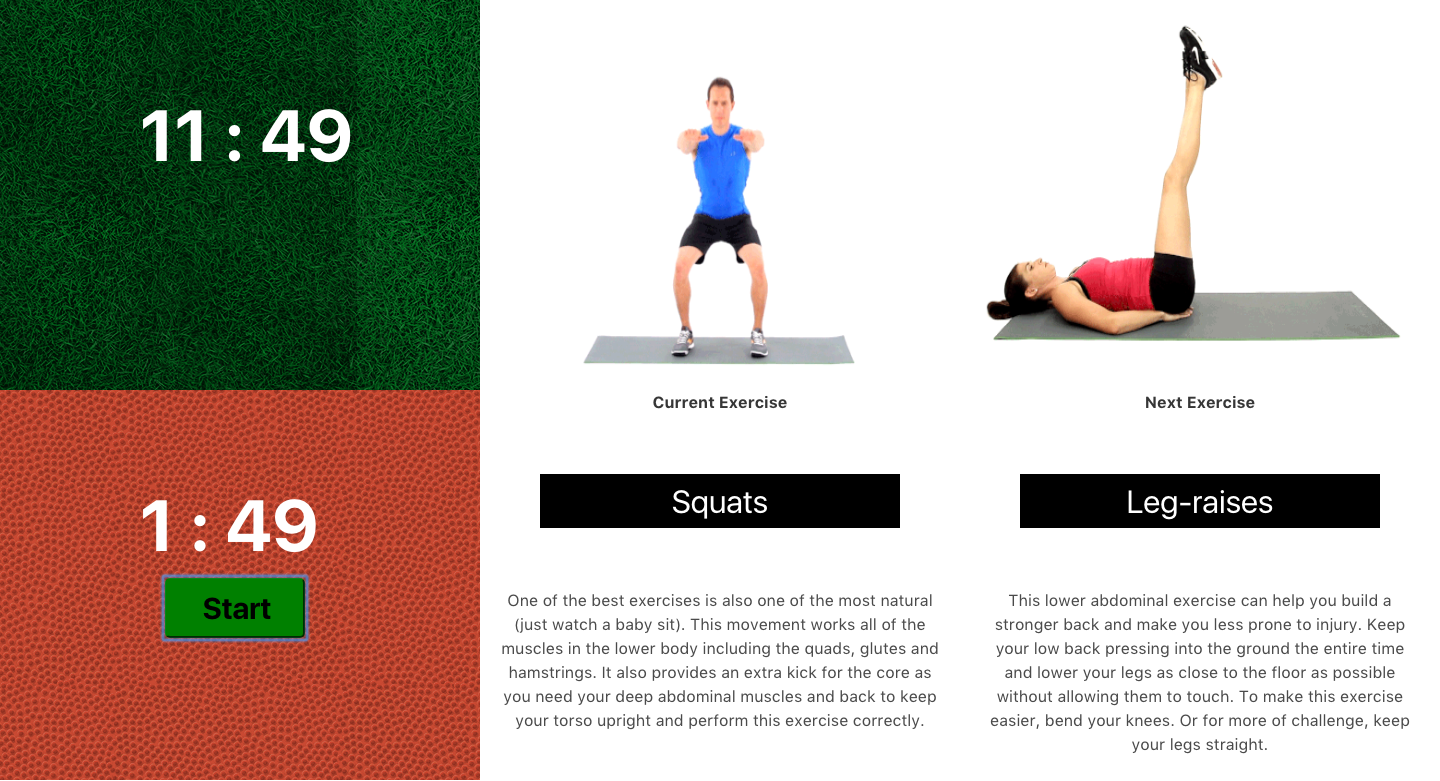 11 : 49
1 : 49
Start
Current Exercise
Squats
One of the best exercises is also one of the most natural
(just watch a baby sit). This movement works all of the
muscles in the lower body including the quads, glutes and
hamstrings. It also provides an extra kick for the core as
you need your deep abdominal muscles and back to keep
your torso upright and perform this exercise correctly.
Next Exercise
Leg-raises
This lower abdominal exercise can help you build a
stronger back and make you less prone to injury. Keep
your low back pressing into the ground the entire time
and lower your legs as close to the floor as possible
without allowing them to touch. To make this exercise
easier, bend your knees. Or for more of challenge, keep
your legs straight.